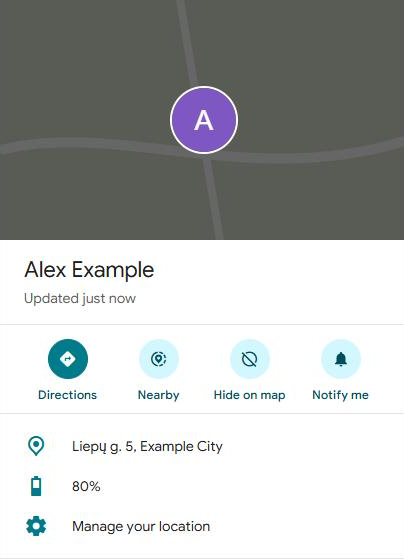 A
Alex Example
Updated just now
Directions
Nearby
Hide on map
Notify me
Liepų g. 5, Example City
80%
Manage your location